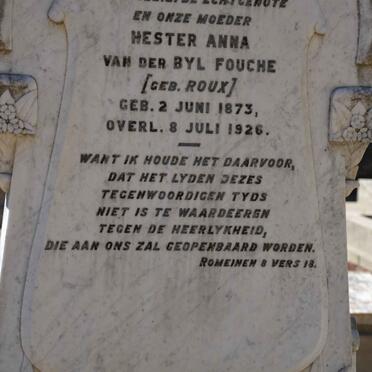 ECHTGENOTE
EN ONZE MOEDER
HESTER ANNA
VAN DER BYL FOUCHE
[GEB. ROUX]
GEB. 2 JUNI 1873,
OVERL. 8 JULI 1926.
WANT IK HOUDE HET DAARVOOR,
DAT HET LYDEN DEZES
TEGENWOORDIGEN TYDS
NIET IS TE WAARDEEREN
TEGEN DE HEERLYKHEID,
DIE AAN ONS ZAL GEOPENBAARD WORDEN.
ROMEINEN 8 VERS 18.